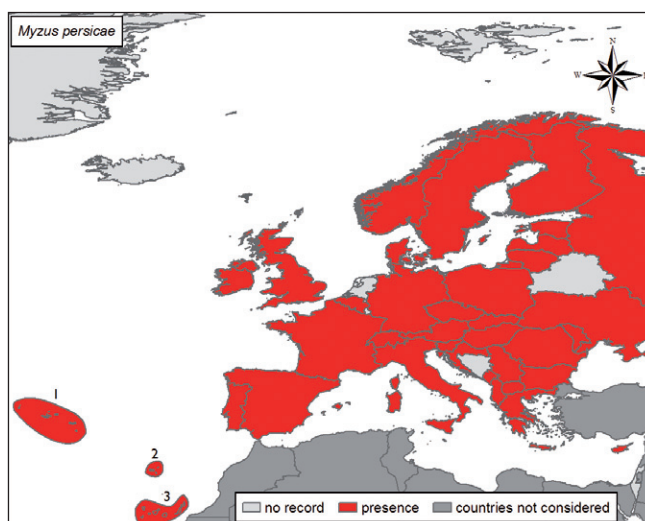 Myzus persicae
N
W E
S
1
2
3
no record presence countries not considered